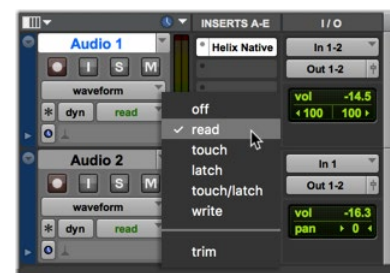 INSERTS A-E
I / O
Audio 1
Helix Native
In 1-2
I S M
Out 1-2
waveform
vol -14.5
dyn read
100 100
off
read
touch
latch
touch/latch
write
trim
Audio 2
In 1
I S M
Out 1-2
waveform
vol -16.3
dyn read
pan 0